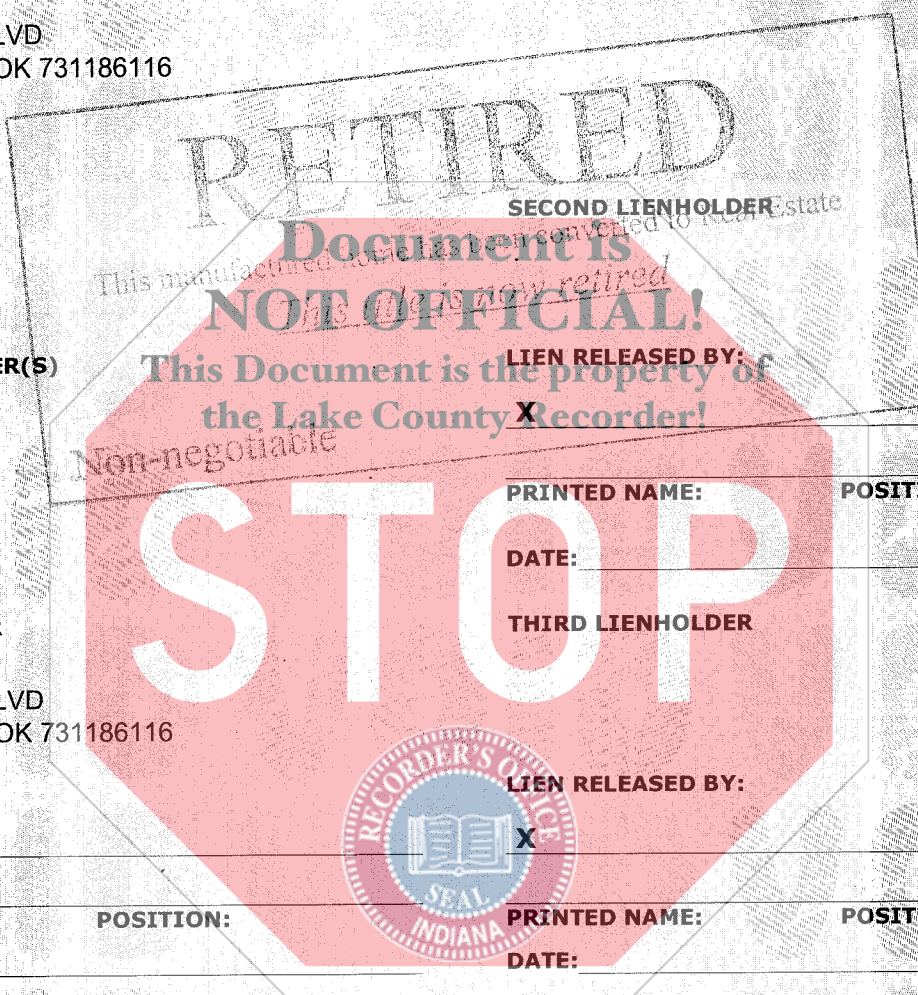 LVD
OK 731186116
RETIRED
SECOND LIENHOLDER
This manufactured home has been converted to Real Estate
This title is now retired
Document is
NOT OFFICIAL!
This Document is the property of
the Lake County Recorder!
ER(S)
LIEN RELEASED BY:
X
Non-negotiable
STOP
PRINTED NAME:
POSIT
DATE:
THIRD LIENHOLDER
LVD
OK 731186116
LIEN RELEASED BY:
X
RECORDER'S OFFICE
SEAL
INDIANA
POSITION:
PRINTED NAME:
POSIT
DATE: